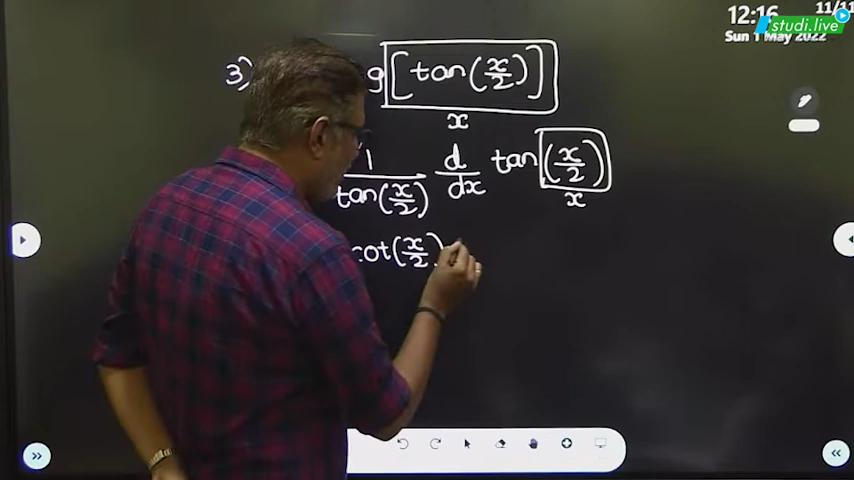 12:16
Sun 1 May 2022
11/11
studi.live
3) g [tan(x/2)]
x
1/tan(x/2) d/dx tan(x/2)
x
cot(x/2)